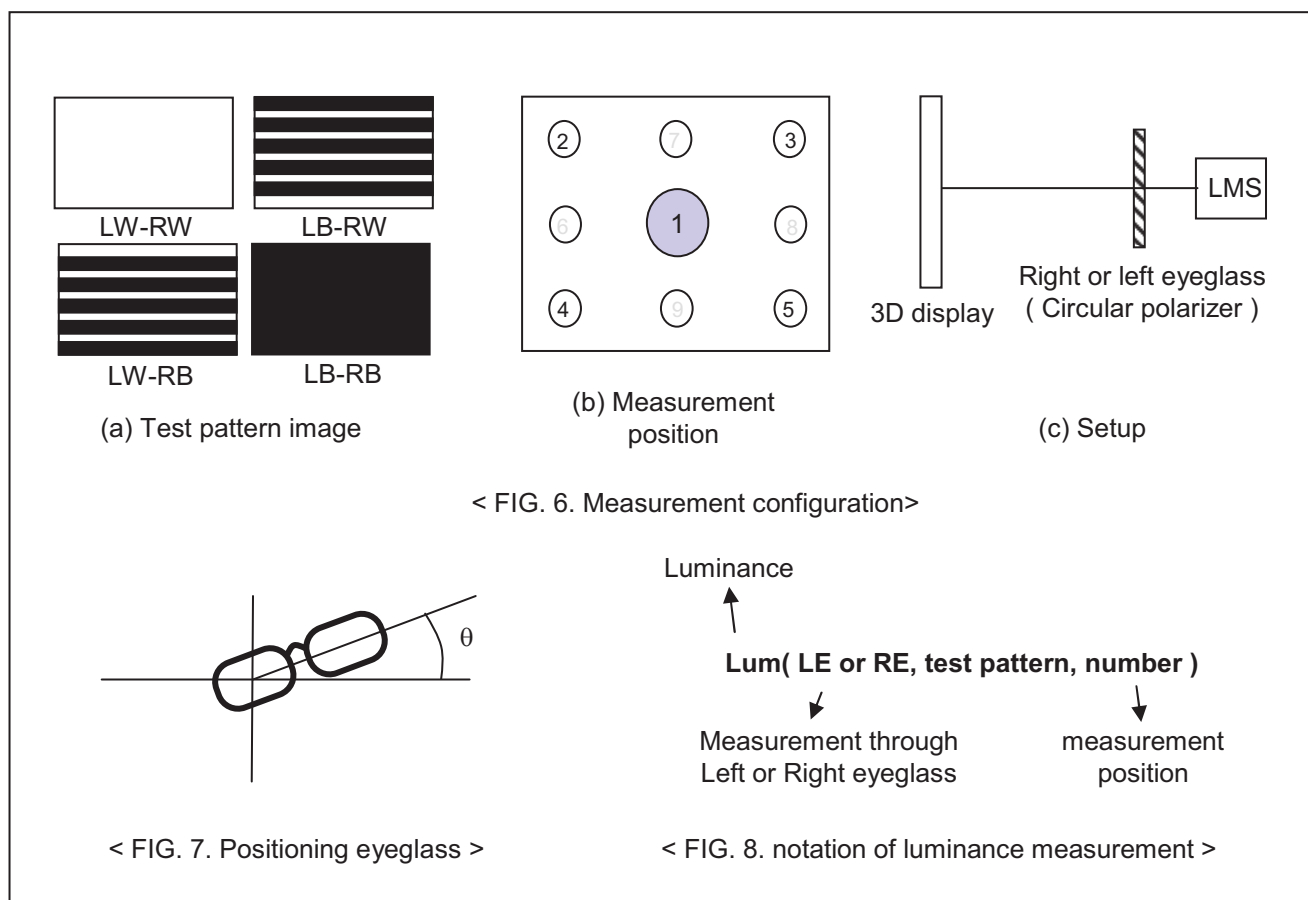 LW-RW
LB-RW
LW-RB
LB-RB
(a) Test pattern image
2
7
3
6
1
8
4
9
5
(b) Measurement
position
LMS
3D display
Right or left eyeglass
( Circular polarizer )
(c) Setup
< FIG. 6. Measurement configuration>
θ
< FIG. 7. Positioning eyeglass >
Luminance
Lum( LE or RE, test pattern, number )
Measurement through
Left or Right eyeglass
measurement
position
< FIG. 8. notation of luminance measurement >